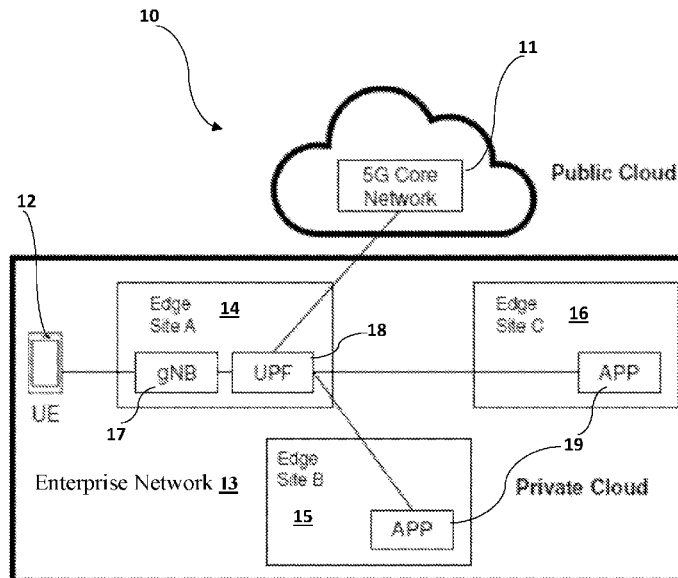 10
11
5G Core
Network
Public Cloud
12
Edge
Site A
14
Edge
Site C
16
18
gNB
UPF
APP
UE
17
19
Edge
Site B
Enterprise Network 13
Private Cloud
15
APP